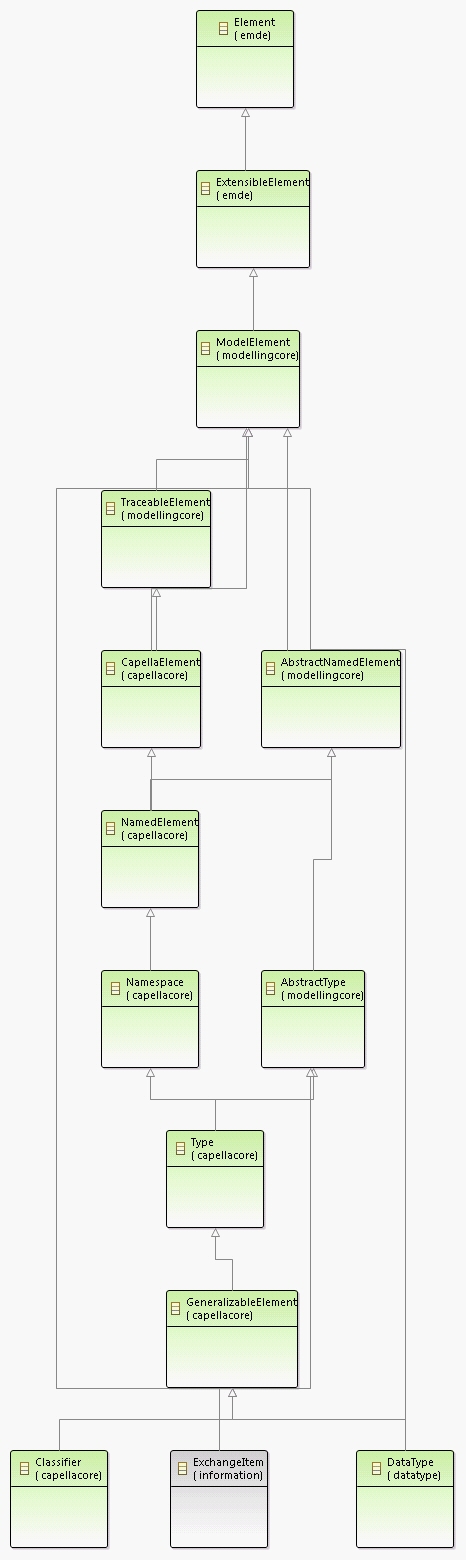 Element
( emde)
ExtensibleElement
( emde)
ModelElement
( modellingcore)
TraceableElement
( modellingcore)
CapellaElement
( capellacore)
AbstractNamedElement
( modellingcore)
NamedElement
( capellacore)
Namespace
( capellacore)
AbstractType
( modellingcore)
Type
( capellacore)
GeneralizableElement
( capellacore)
Classifier
( capellacore)
ExchangeItem
( information)
DataType
( datatype)